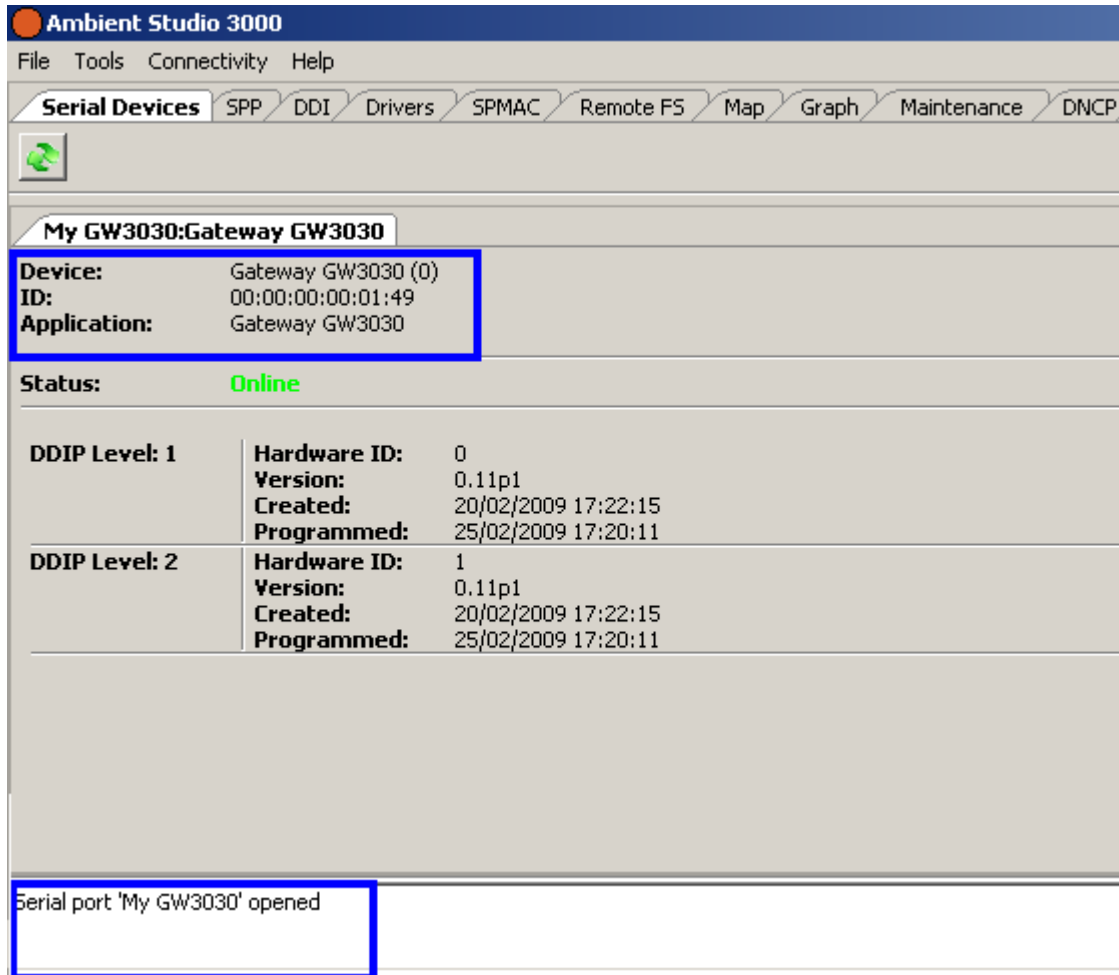 Ambient Studio 3000
File Tools Connectivity Help
Serial Devices SPP DDI Drivers SPMAC Remote FS Map Graph Maintenance DNCP
My GW3030:Gateway GW3030
Device: Gateway GW3030 (0)
ID: 00:00:00:00:01:49
Application: Gateway GW3030
Status: Online
DDIP Level: 1 Hardware ID: 0
Version: 0.11p1
Created: 20/02/2009 17:22:15
Programmed: 25/02/2009 17:20:11
DDIP Level: 2 Hardware ID: 1
Version: 0.11p1
Created: 20/02/2009 17:22:15
Programmed: 25/02/2009 17:20:11
Serial port 'My GW3030' opened